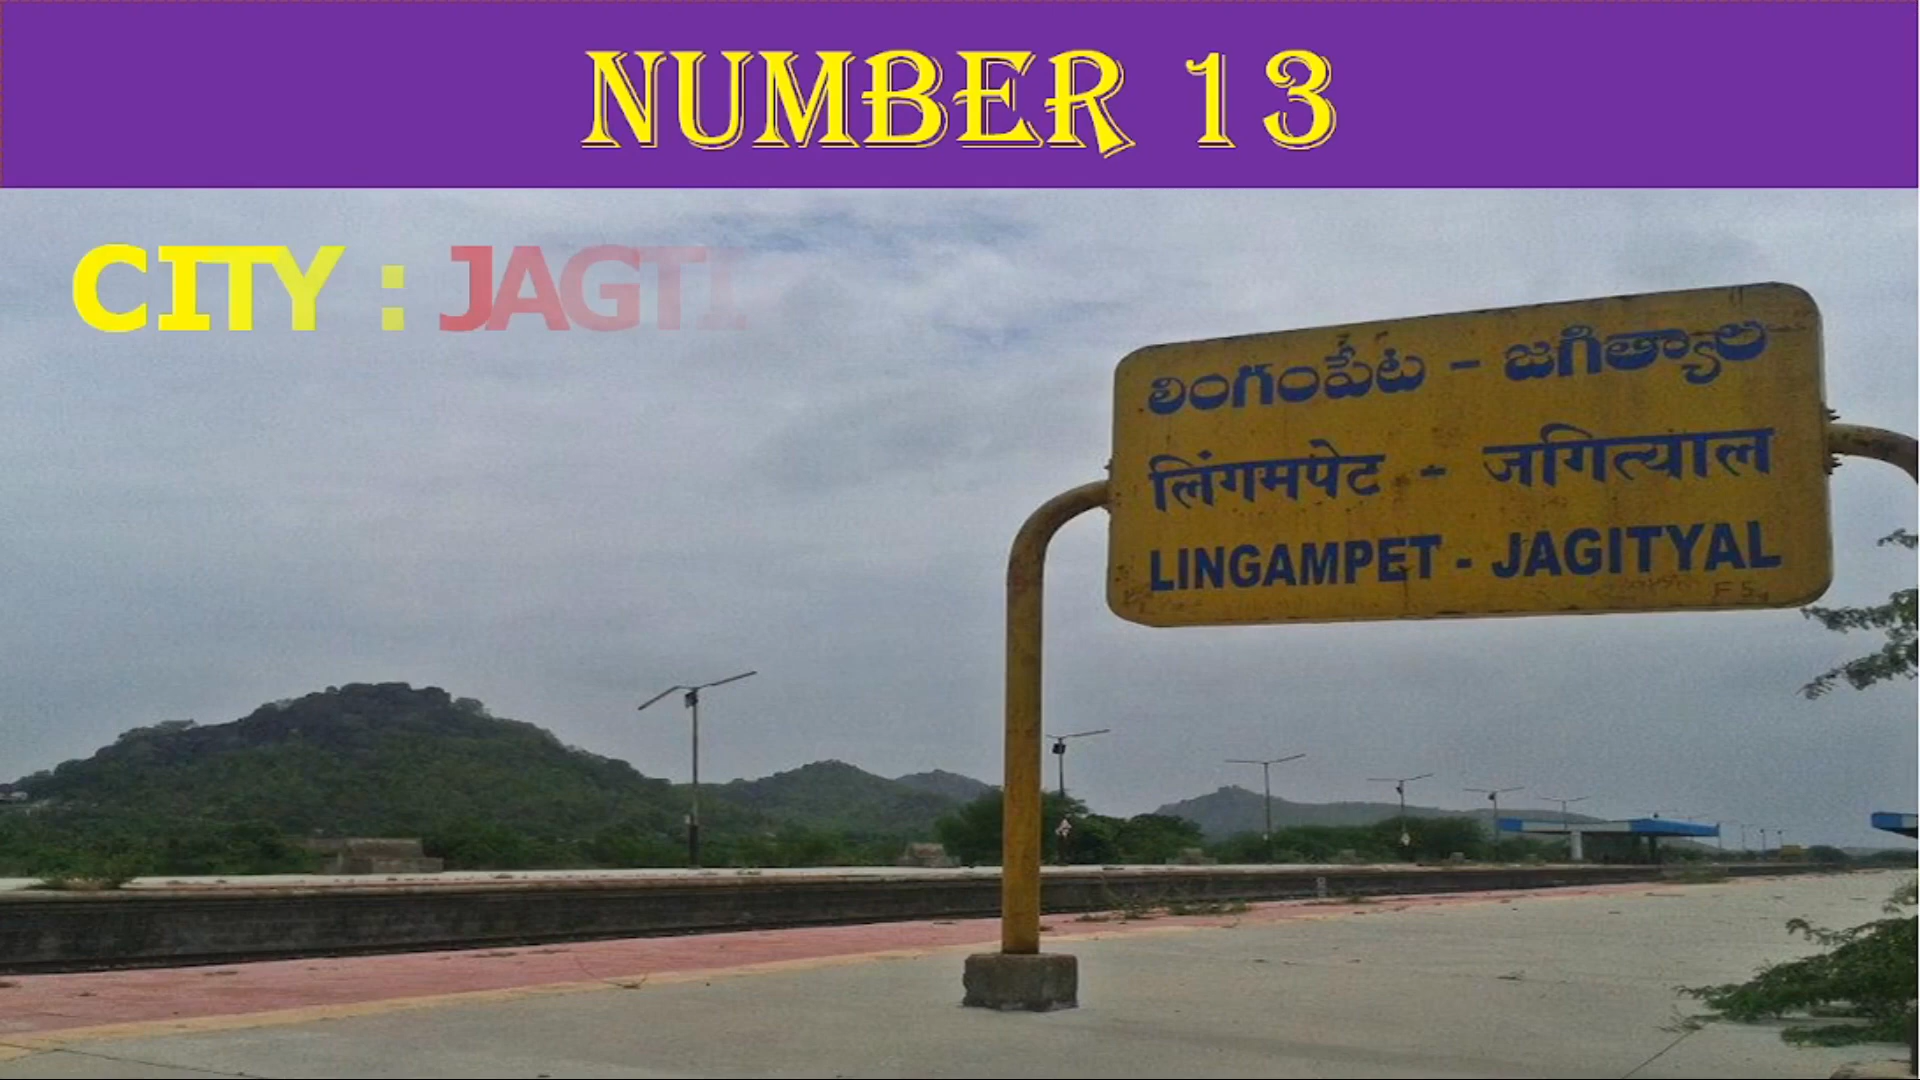 NUMBER 13
CITY : JAGTI
లింగంపేట - జగిత్యాల
लिंगमपेट - जगित्याल
LINGAMPET - JAGITYAL